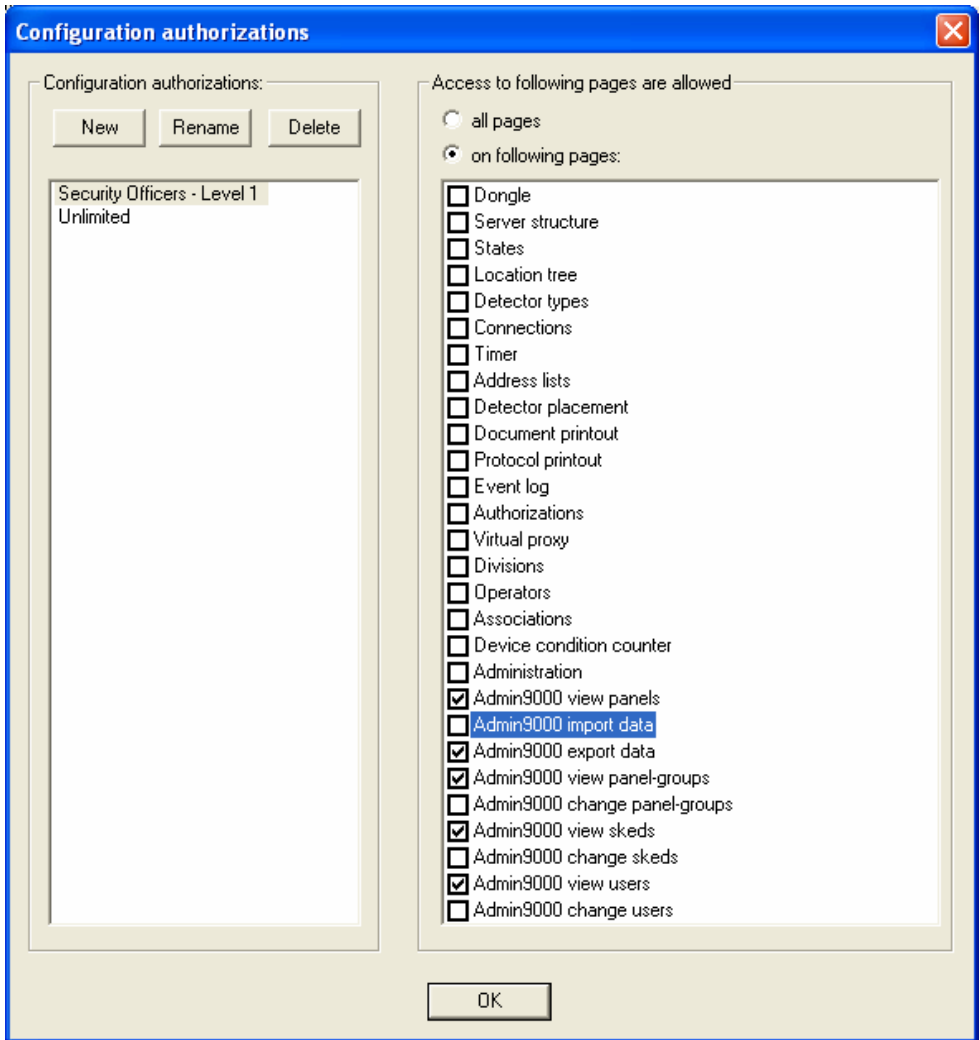 Configuration authorizations
Configuration authorizations:
New
Rename
Delete
Security Officers - Level 1
Unlimited
Access to following pages are allowed
all pages
on following pages:
Dongle
Server structure
States
Location tree
Detector types
Connections
Timer
Address lists
Detector placement
Document printout
Protocol printout
Event log
Authorizations
Virtual proxy
Divisions
Operators
Associations
Device condition counter
Administration
Admin9000 view panels
Admin9000 import data
Admin9000 export data
Admin9000 view panel-groups
Admin9000 change panel-groups
Admin9000 view skeds
Admin9000 change skeds
Admin9000 view users
Admin9000 change users
OK